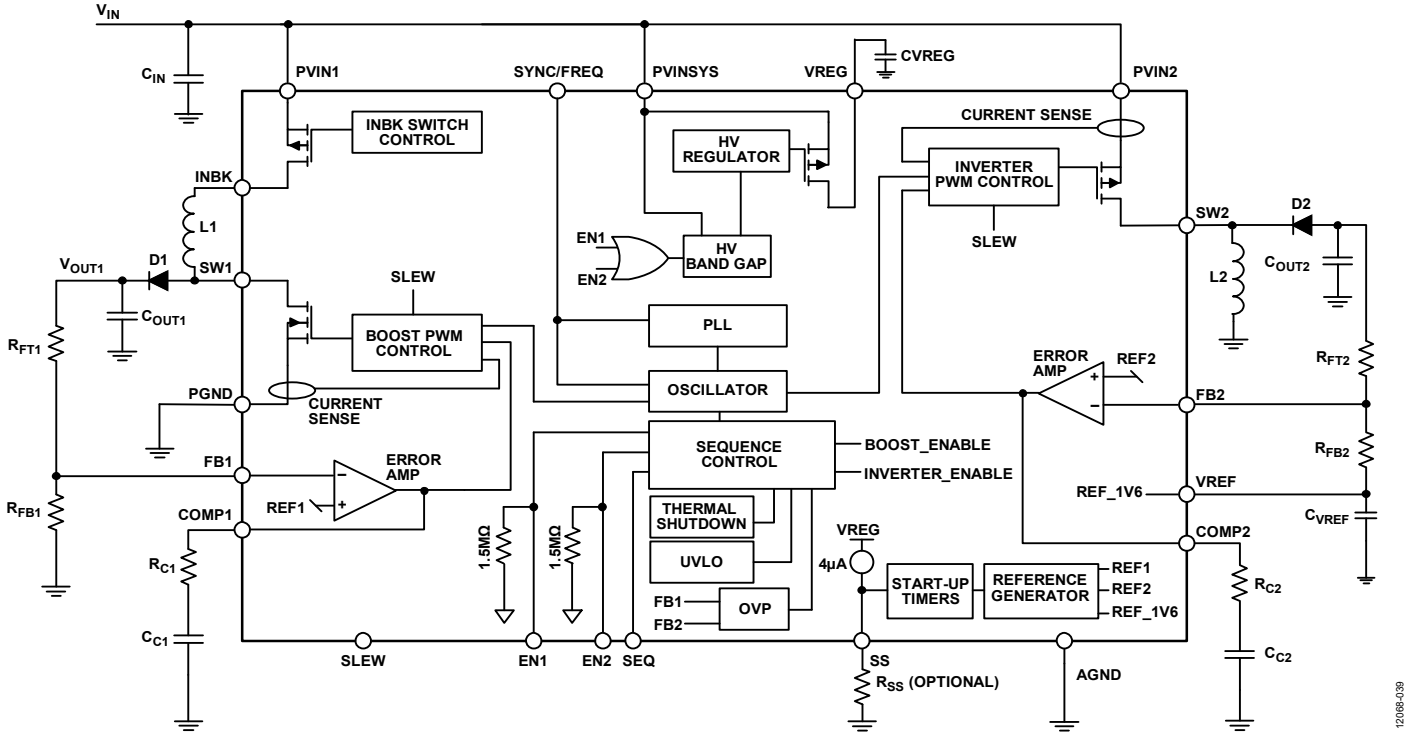 VIN
CIN
PVIN1
SYNC/FREQ
PVINSYS
VREG
CVREG
PVIN2
INBK SWITCH
CONTROL
HV
REGULATOR
CURRENT SENSE
INVERTER
PWM CONTROL
INBK
L1
EN1
EN2
HV
BAND GAP
SLEW
SW2
D2
L2
COUT2
VOUT1
D1
SW1
COUT1
SLEW
RFT1
BOOST PWM
CONTROL
PLL
OSCILLATOR
ERROR
AMP
REF2
+
−
RFT2
FB2
PGND
CURRENT
SENSE
SEQUENCE
CONTROL
BOOST_ENABLE
INVERTER_ENABLE
RFB2
FB1
ERROR
AMP
−
+
REF1
RFB1
REF_1V6
VREF
CVREF
COMP1
THERMAL
SHUTDOWN
UVLO
OVP
FB1
FB2
1.5MΩ
1.5MΩ
VREG
4µA
START-UP
TIMERS
REFERENCE
GENERATOR
REF1
REF2
REF_1V6
COMP2
RC1
CC1
RC2
CC2
SLEW
EN1
EN2
SEQ
SS
RSS (OPTIONAL)
AGND
12068-039